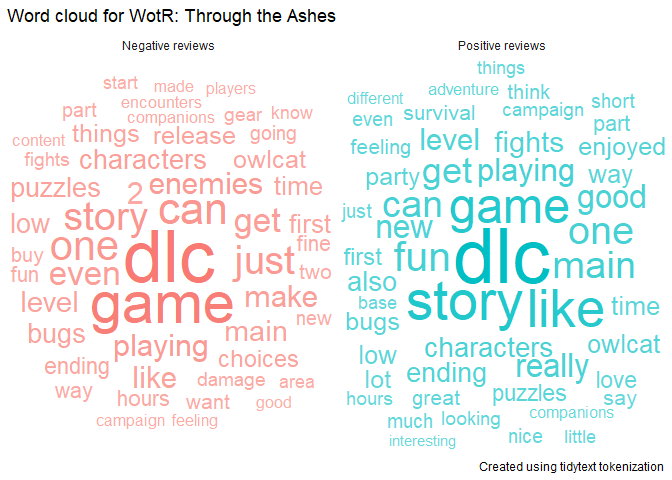 Word cloud for WotR: Through the Ashes
Negative reviews
start made players
encounters
part companions gear know
things release going
content
fights characters owlcat
puzzles 2 enemies time
low story can get first
one dlc just fine
buy
fun even two
level game make
new
bugs playing main
ending like choices
way damage area
hours want good
campaign feeling
Positive reviews
things
adventure think
different campaign short
even survival part
feeling level fights enjoyed
party get playing way
can game good
just new one
first fun dlc main
also
base story like time
bugs
low characters owlcat
lot ending really love
hours great puzzles say
much looking companions
interesting nice little
Created using tidytext tokenization